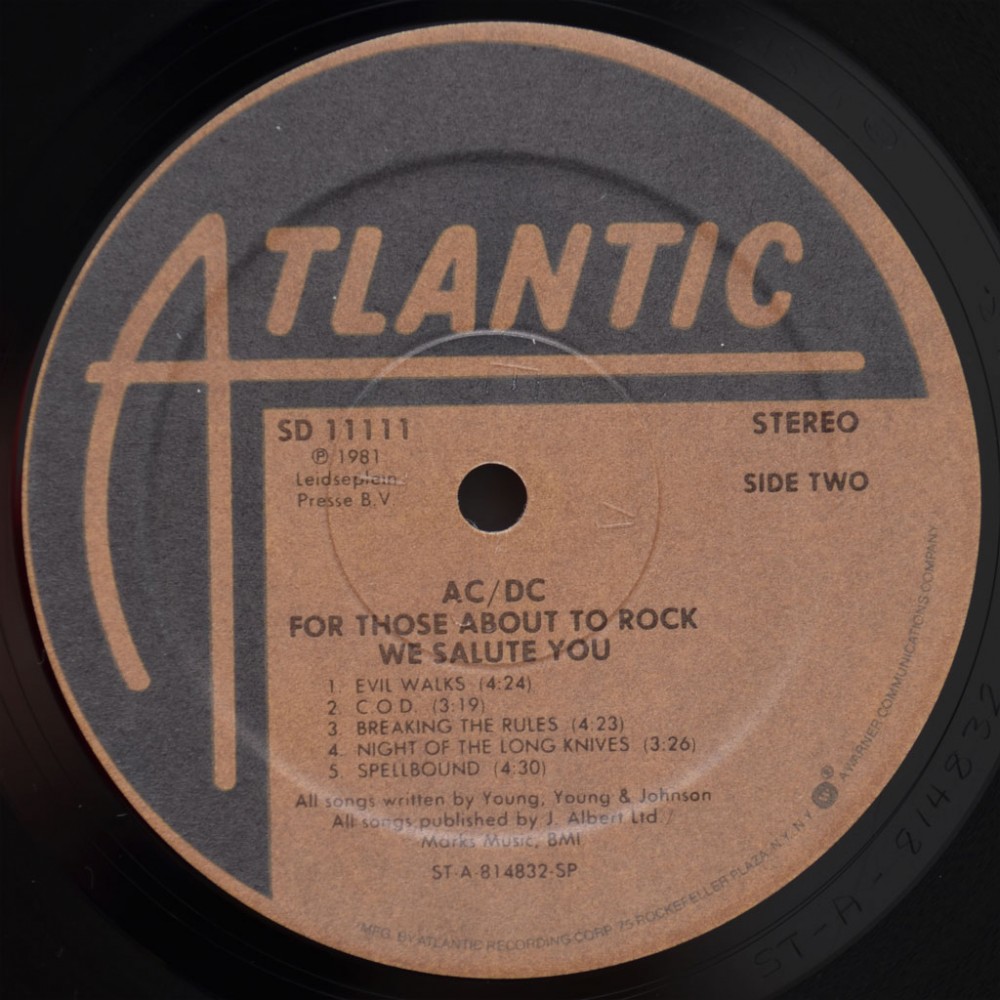 ATLANTIC
SD 11111
STEREO
℗ 1981
Leidseplein
Presse B.V.
SIDE TWO
AC/DC
FOR THOSE ABOUT TO ROCK
WE SALUTE YOU
1. EVIL WALKS (4:24)
2. C.O.D. (3:19)
3. BREAKING THE RULES (4:23)
4. NIGHT OF THE LONG KNIVES (3:26)
5. SPELLBOUND (4:30)
All songs written by Young, Young & Johnson
All songs published by J. Albert Ltd./
Marks Music, BMI
ST-A-814832-SP
MFG. BY ATLANTIC RECORDING CORP. 75 ROCKEFELLER PLAZA, N.Y. N.Y. ® A WARNER COMMUNICATIONS COMPANY
ST-A-814832